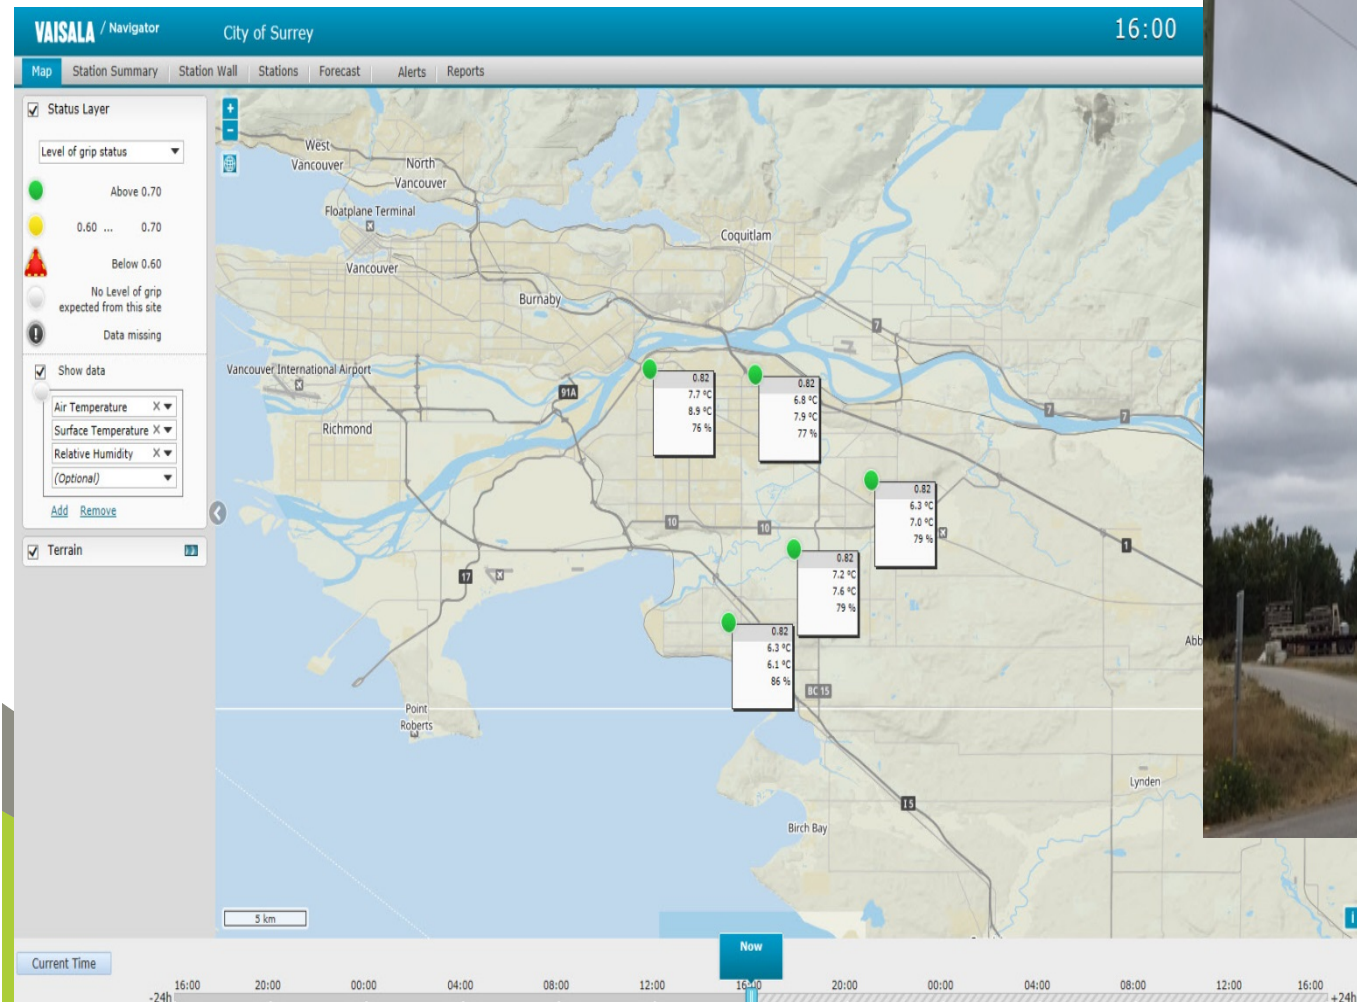 VAISALA / Navigator
City of Surrey
16:00
Map
Station Summary
Station Wall
Stations
Forecast
Alerts
Reports
Status Layer
Level of grip status
Above 0.70
0.60 ... 0.70
Below 0.60
No Level of grip
expected from this site
Data missing
Show data
Air Temperature X
Surface Temperature X
Relative Humidity X
(Optional)
Add Remove
Terrain
+
-
West
Vancouver
North
Vancouver
Floatplane Terminal
Vancouver
Coquitlam
Burnaby
7
Vancouver International Airport
91A
Richmond
7
7
0.82
7.7 °C
8.9 °C
76 %
0.82
6.8 °C
7.9 °C
77 %
0.82
6.3 °C
7.0 °C
79 %
10
10
1
17
0.82
7.2 °C
7.6 °C
79 %
0.82
6.3 °C
6.1 °C
86 %
Abb
BC 15
Point
Roberts
Lynden
I 5
Birch Bay
5 km
i
Now
Current Time
-24h
16:00
20:00
00:00
04:00
08:00
12:00
16:00
20:00
00:00
04:00
08:00
12:00
16:00
+24h